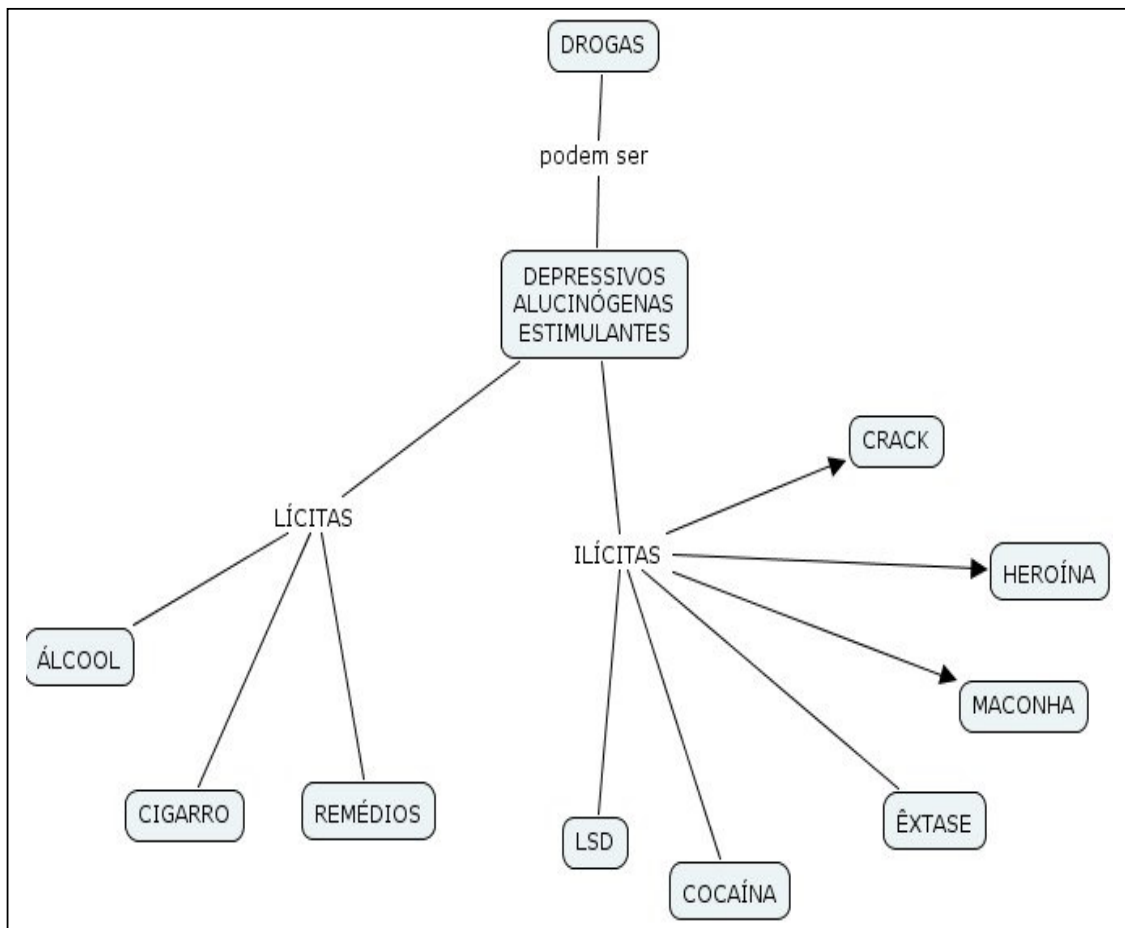 DROGAS
podem ser
DEPRESSIVOS
ALUCINÓGENAS
ESTIMULANTES
LÍCITAS
ÁLCOOL
CIGARRO
REMÉDIOS
ILÍCITAS
CRACK
HEROÍNA
MACONHA
ÊXTASE
COCAÍNA
LSD